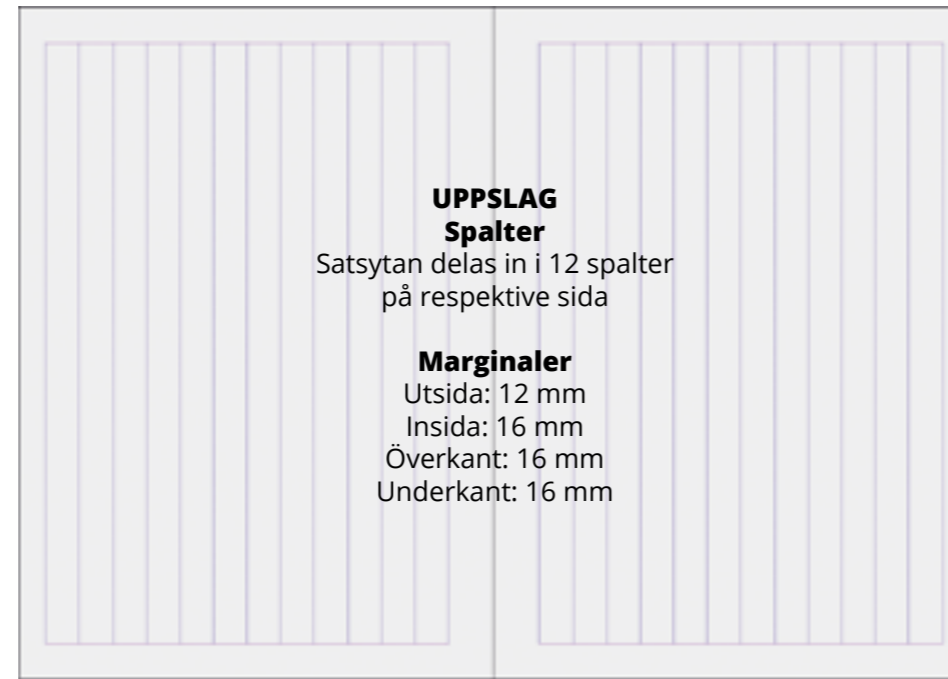 UPPSLAG
Spalter
Satsytan delas in i 12 spalter
på respektive sida
Marginaler
Utsida: 12 mm
Insida: 16 mm
Överkant: 16 mm
Underkant: 16 mm